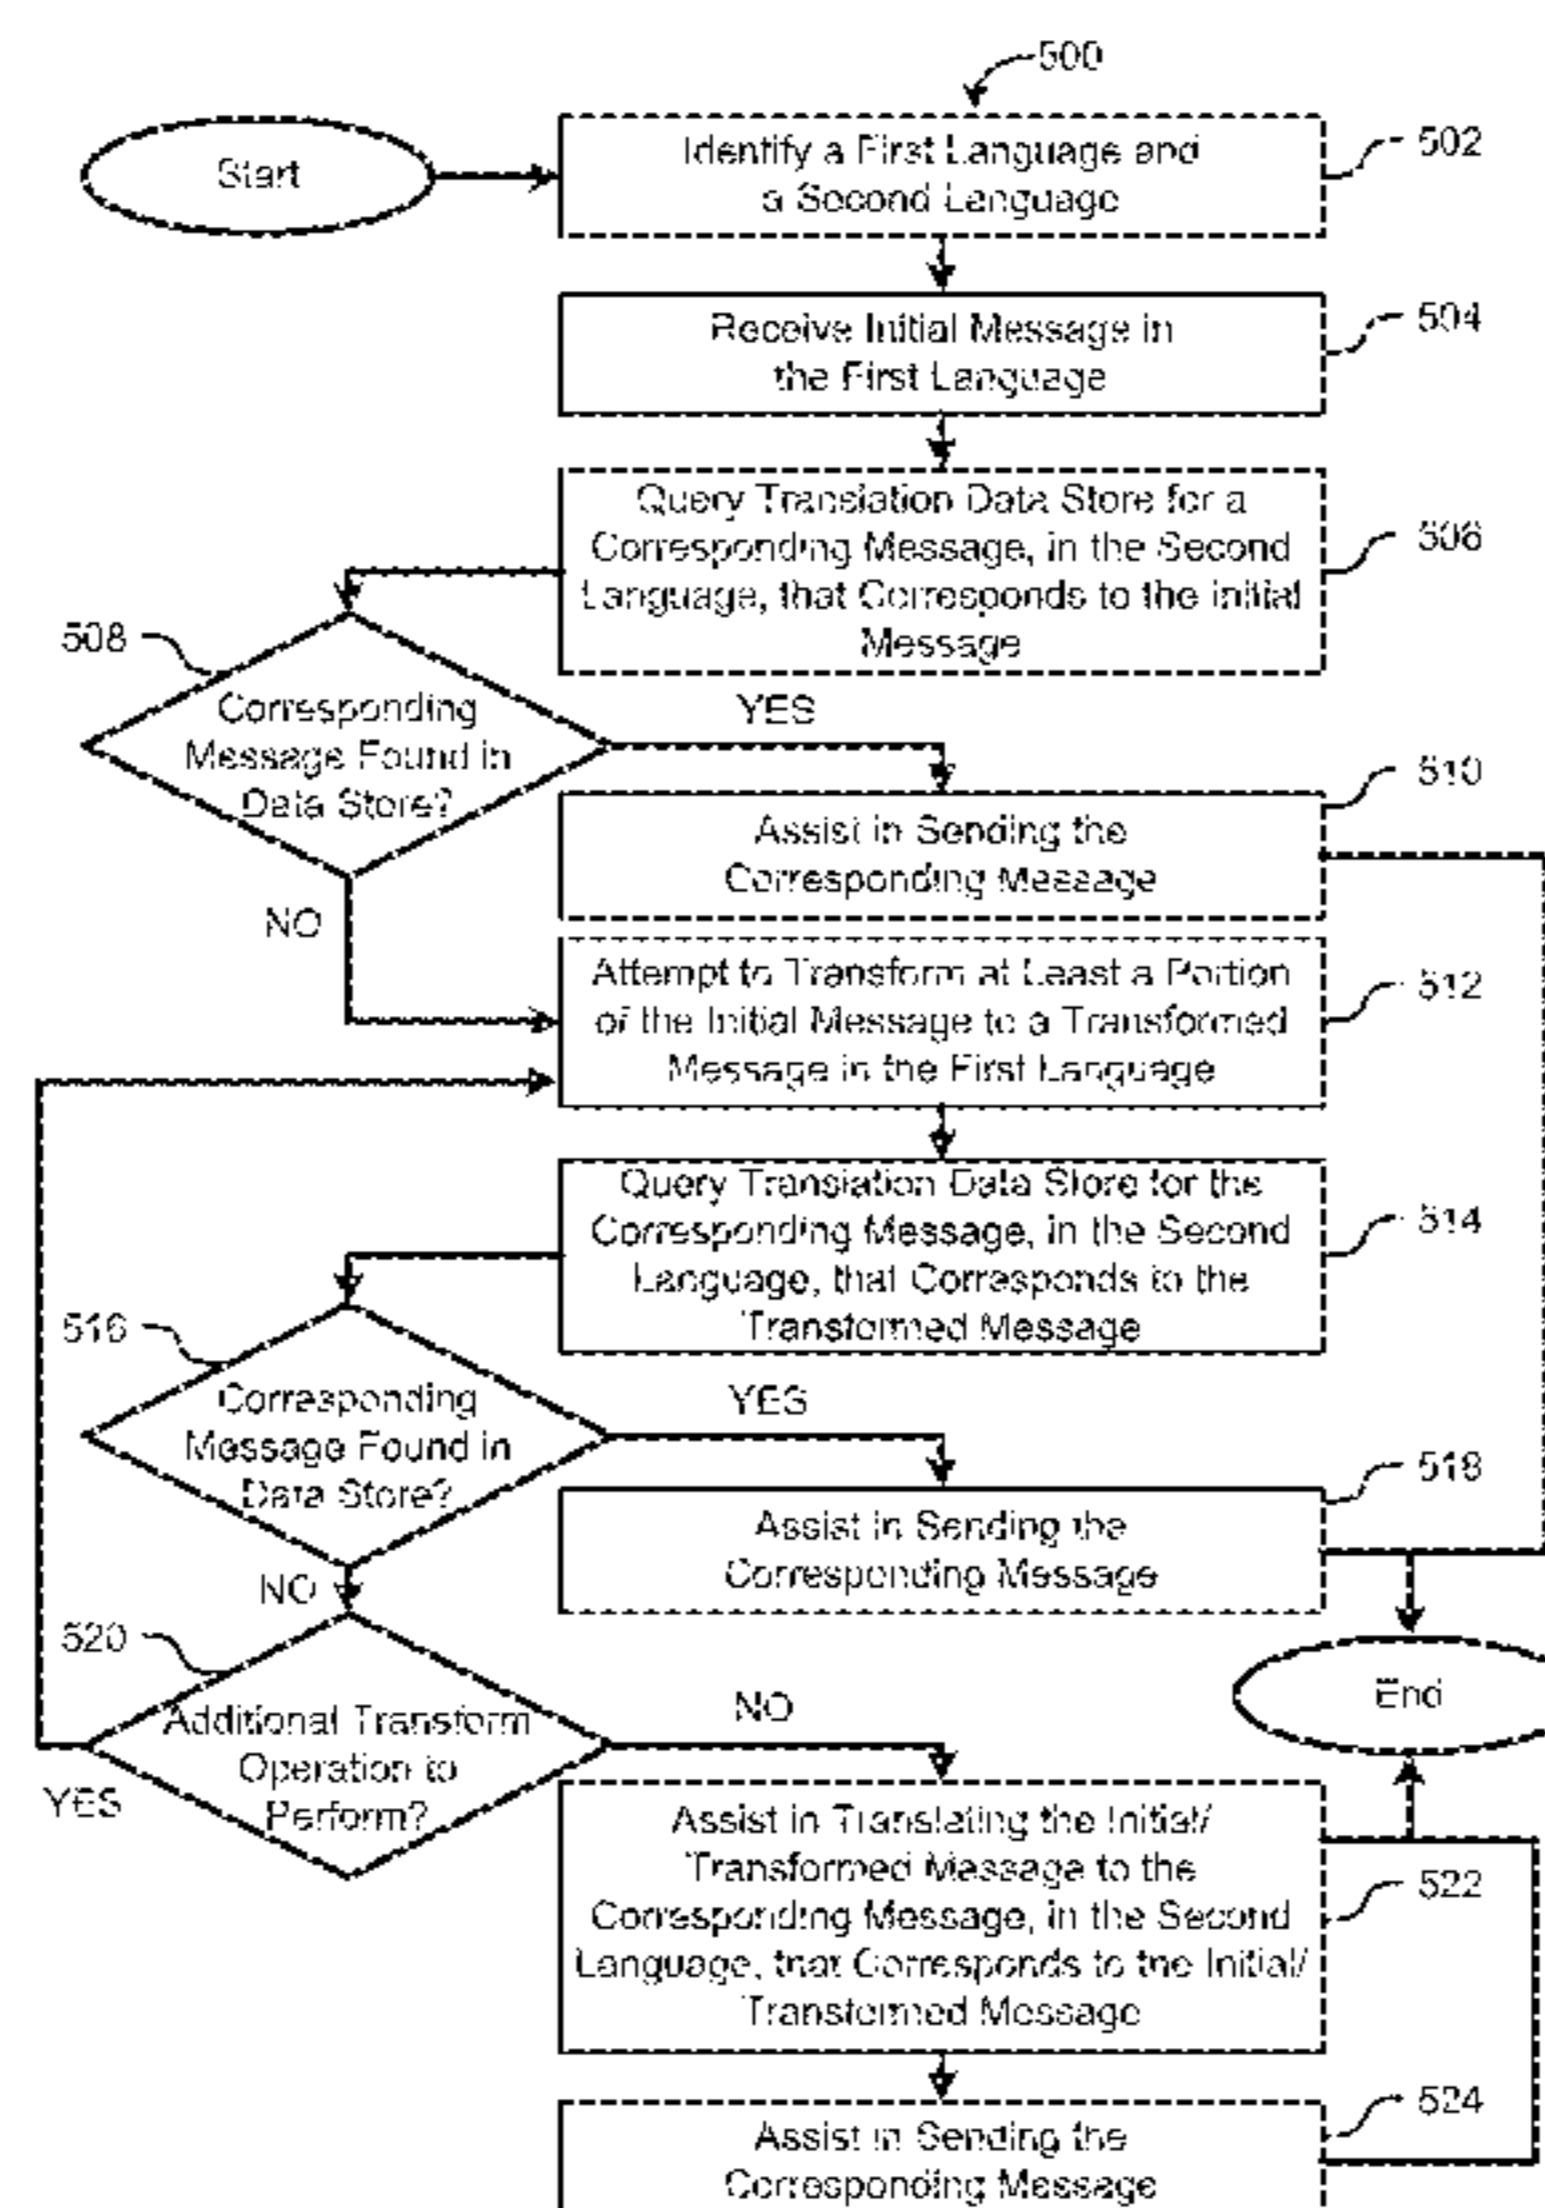 500
Start
Identify a First Language and
a Second Language
502
Receive Initial Message in
the First Language
504
Query Translation Data Store for a
Corresponding Message, in the Second
Language, that Corresponds to the Initial
Message
506
508
Corresponding
Message Found in
Data Store?
YES
NO
510
Assist in Sending the
Corresponding Message
Attempt to Transform at Least a Portion
of the Initial Message to a Transformed
Message in the First Language
512
Query Translation Data Store for the
Corresponding Message, in the Second
Language, that Corresponds to the
Transformed Message
514
516
Corresponding
Message Found in
Data Store?
YES
NO
518
Assist in Sending the
Corresponding Message
520
Additional Transform
Operation to
Perform?
NO
YES
End
Assist in Translating the Initial/
Transformed Message to the
Corresponding Message, in the Second
Language, that Corresponds to the Initial/
Transformed Message
522
524
Assist in Sending the
Corresponding Message